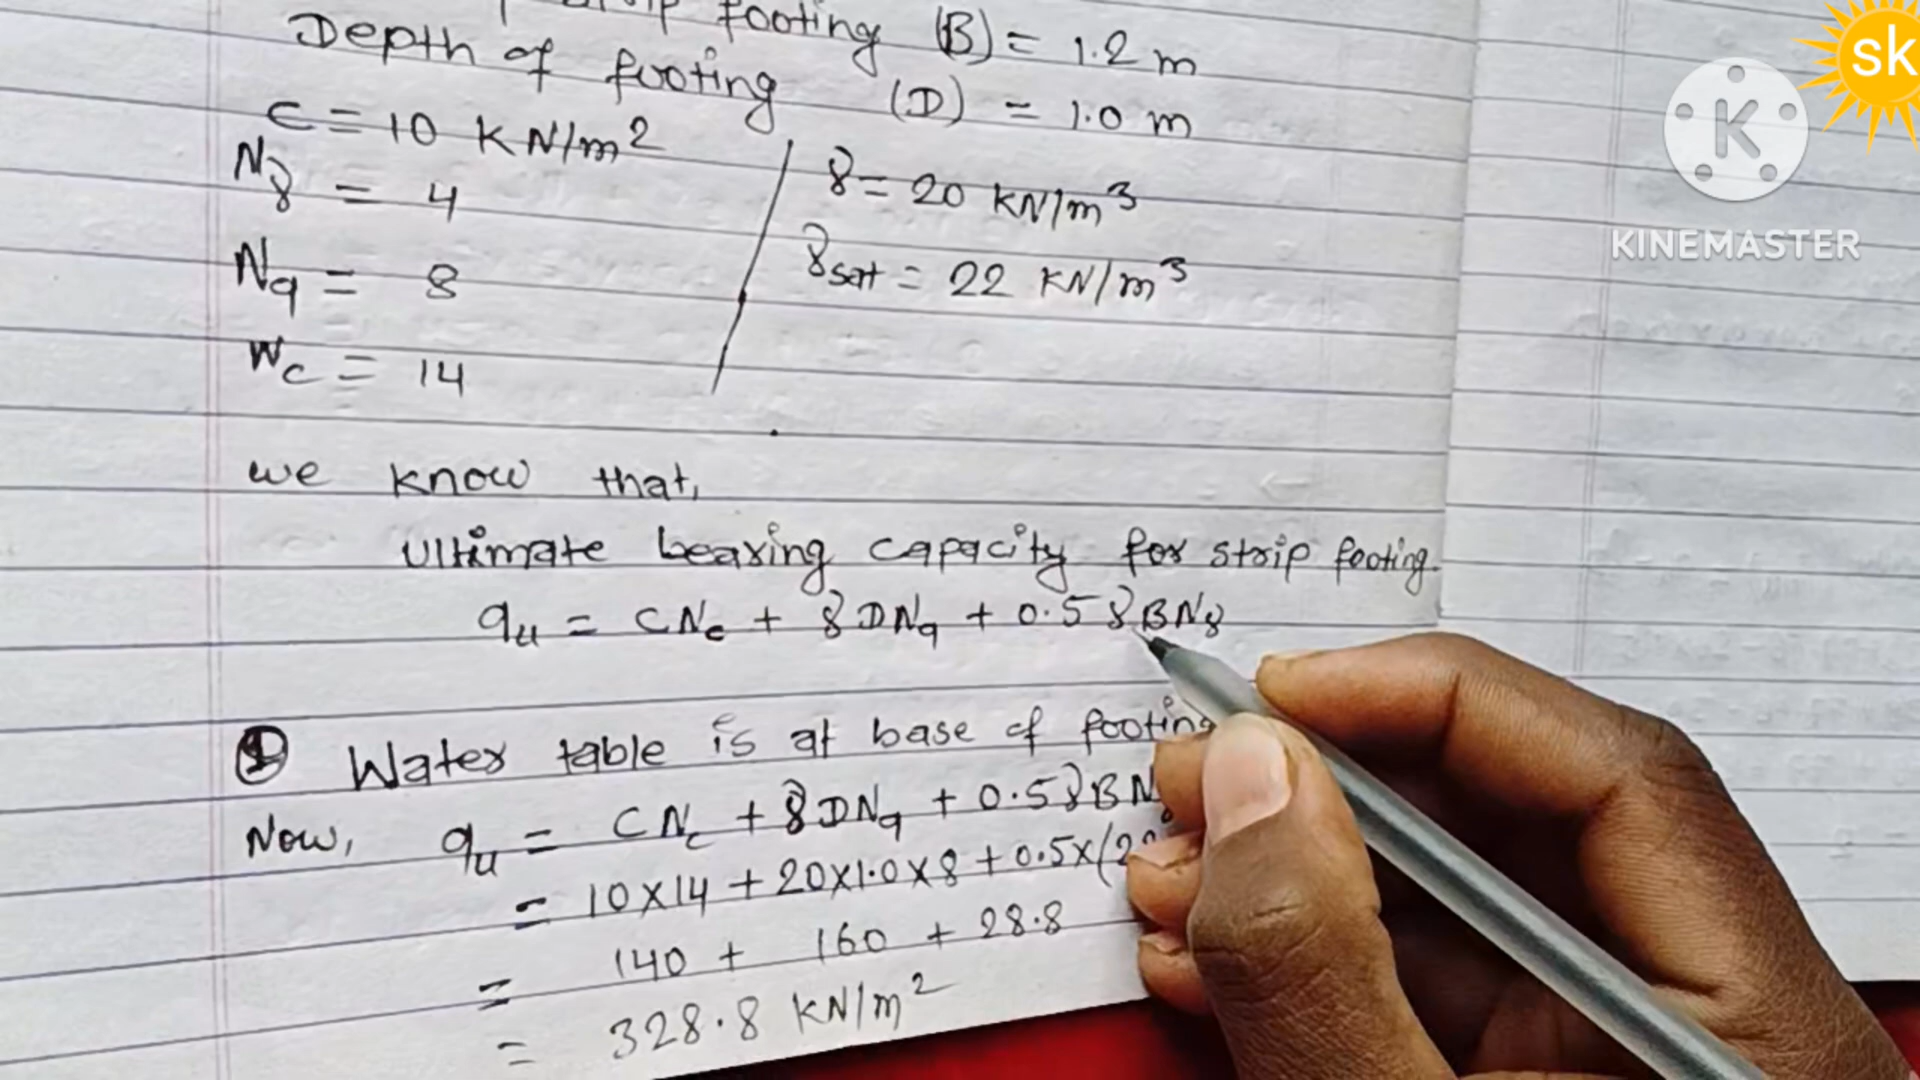 footing (B) = 1.2 m
Depth of footing (D) = 1.0 m
C = 10 KN/m²
Nγ = 4
γ = 20 KN/m³
Nq = 8
γsat = 22 KN/m³
Nc = 14
we know that,
Ultimate bearing capacity for strip footing.
qu = CNc + γDNq + 0.5γBNγ
① Water table is at base of footing
Now, qu = CNc + γDNq + 0.5γBN
= 10×14 + 20×1.0×8 + 0.5×(2
= 140 + 160 + 28.8
= 328.8 KN/m²
sk
K
KINEMASTER